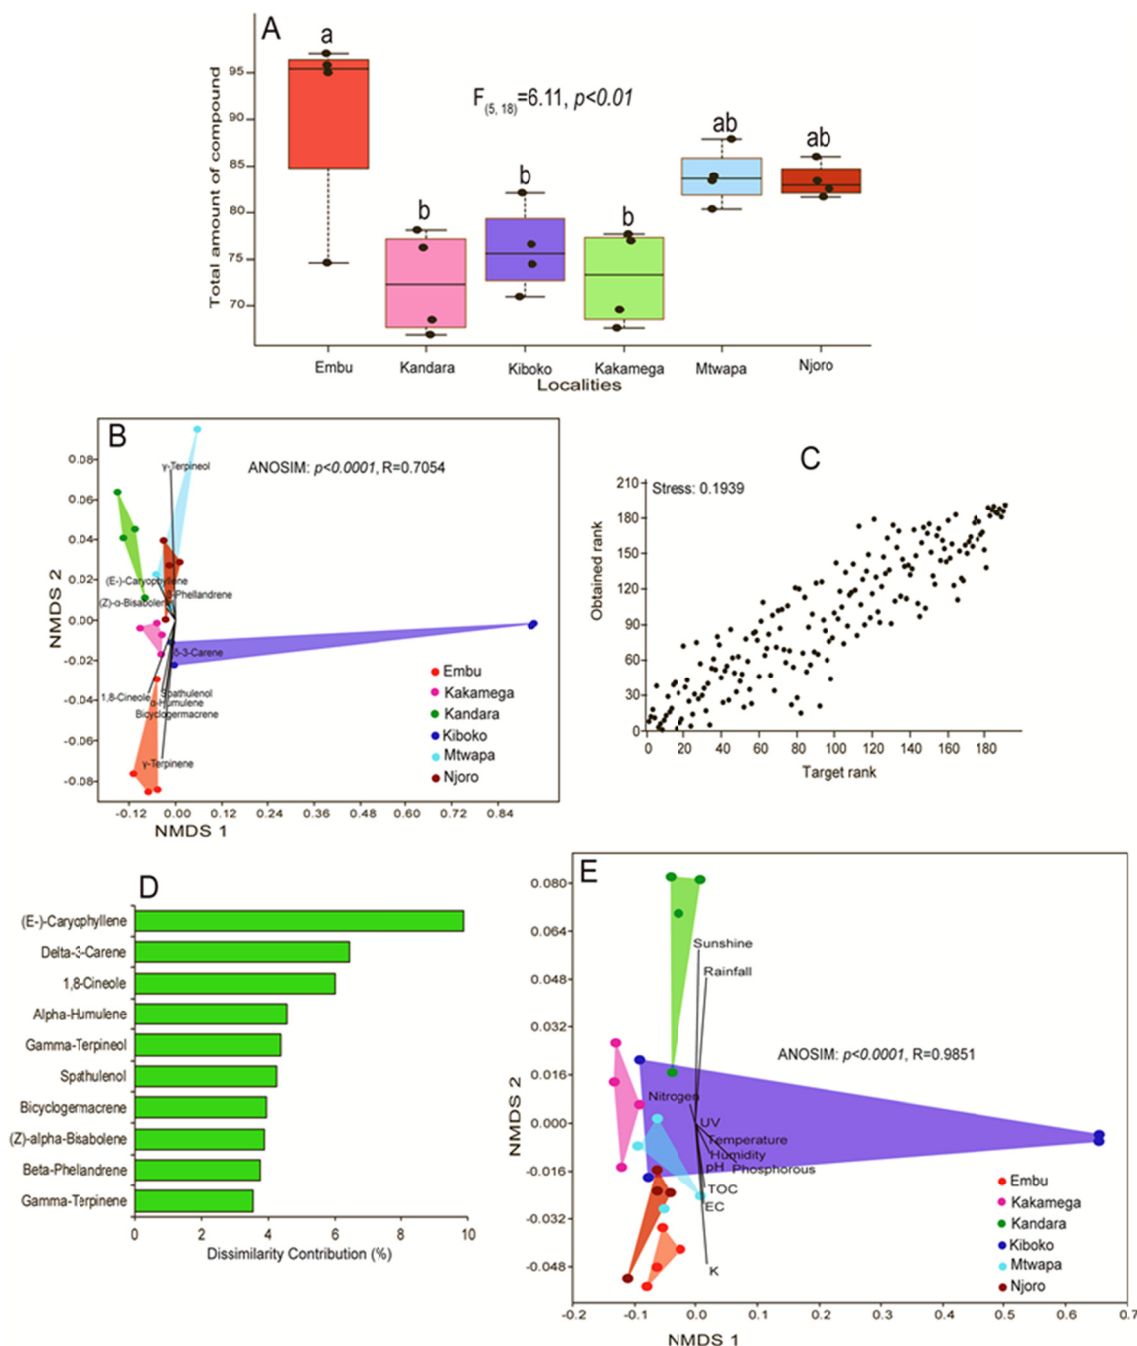 A
a
95
F(5, 18)=6.11, p<0.01
90
ab
ab
85
b
b
b
80
75
70
Total amount of compound
Embu
Kandara
Kiboko
Kakamega
Mtwapa
Njoro
Localities
B
0.08
γ-Terpineol
ANOSIM: p<0.0001, R=0.7054
0.06
0.04
0.02
(E-)-Caryophyllene
-Phellandrene
(Z)-α-Bisabolene
0.00
-0.02
δ-3-Carene
-0.04
1,8-Cineole
Spathulenol
α-Humulene
Bicyclogermacrene
-0.06
γ-Terpinene
-0.08
NMDS 2
Embu
Kakamega
Kandara
Kiboko
Mtwapa
Njoro
-0.12
0.00
0.12
0.24
0.36
0.48
0.60
0.72
0.84
NMDS 1
C
Stress: 0.1939
210
180
150
120
90
60
30
0
Obtained rank
0
20
40
60
80
100
120
140
160
180
Target rank
D
(E-)-Caryophyllene
Delta-3-Carene
1,8-Cineole
Alpha-Humulene
Gamma-Terpineol
Spathulenol
Bicyclogermacrene
(Z)-alpha-Bisabolene
Beta-Phelandrene
Gamma-Terpinene
0
2
4
6
8
10
Dissimilarity Contribution (%)
E
0.080
0.064
0.048
0.032
0.016
0.000
-0.016
-0.032
-0.048
NMDS 2
Sunshine
Rainfall
ANOSIM: p<0.0001, R=0.9851
Nitrogen
UV
Temperature
Humidity
pH
Phosphorous
TOC
EC
K
Embu
Kakamega
Kandara
Kiboko
Mtwapa
Njoro
-0.2
-0.1
0.0
0.1
0.2
0.3
0.4
0.5
0.6
0.7
NMDS 1